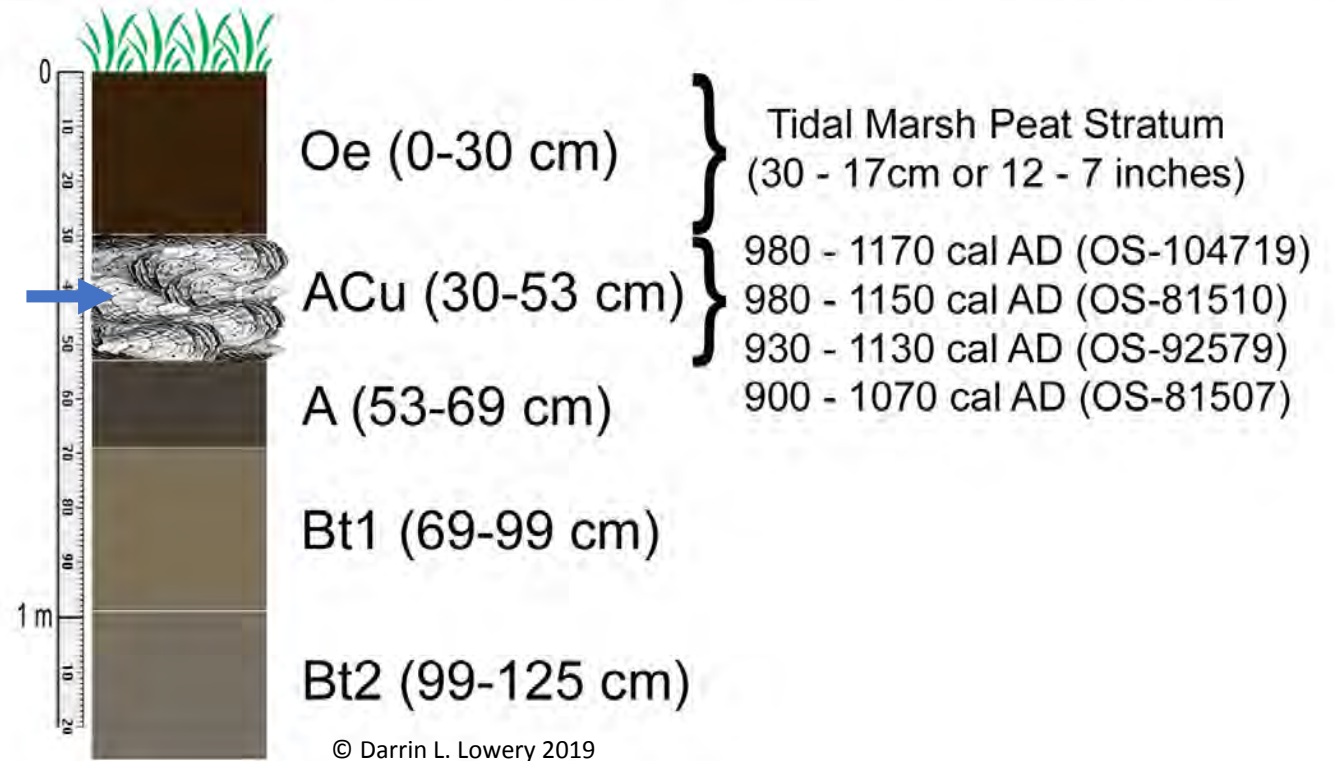 0
10
20
30
4
50
60
70
80
90
1 m
10
20
Oe (0-30 cm)
ACu (30-53 cm)
A (53-69 cm)
Bt1 (69-99 cm)
Bt2 (99-125 cm)
Tidal Marsh Peat Stratum
(30 - 17cm or 12 - 7 inches)
980 - 1170 cal AD (OS-104719)
980 - 1150 cal AD (OS-81510)
930 - 1130 cal AD (OS-92579)
900 - 1070 cal AD (OS-81507)
© Darrin L. Lowery 2019